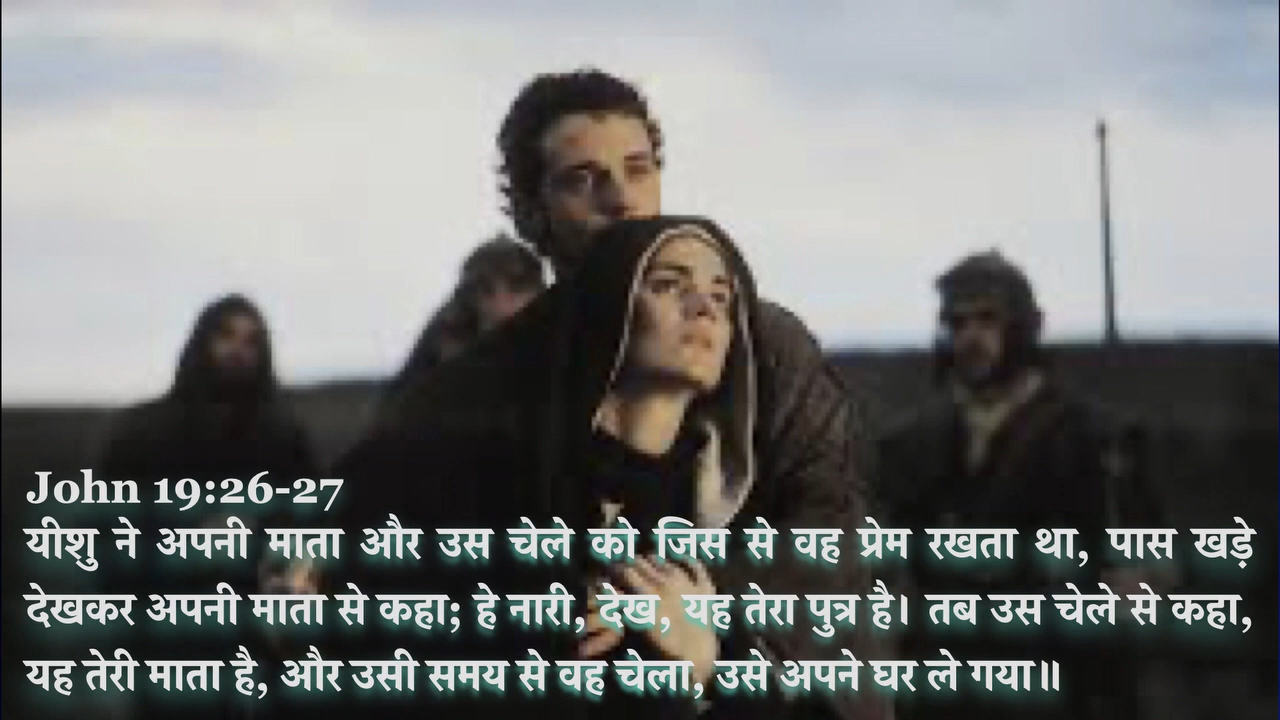 John 19:26-27
यीशु ने अपनी माता और उस चेले को जिस से वह प्रेम रखता था, पास खड़े
देखकर अपनी माता से कहा; हे नारी, देख, यह तेरा पुत्र है। तब उस चेले से कहा,
यह तेरी माता है, और उसी समय से वह चेला, उसे अपने घर ले गया॥